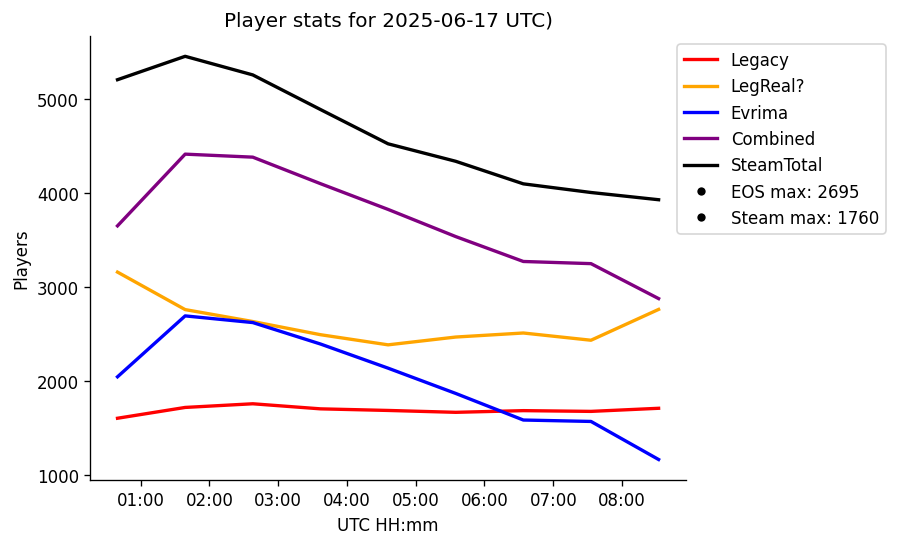 Player stats for 2025-06-17 UTC)
Legacy
LegReal?
Evrima
Combined
SteamTotal
EOS max: 2695
Steam max: 1760
Players
5000
4000
3000
2000
1000
01:00 02:00 03:00 04:00 05:00 06:00 07:00 08:00
UTC HH:mm